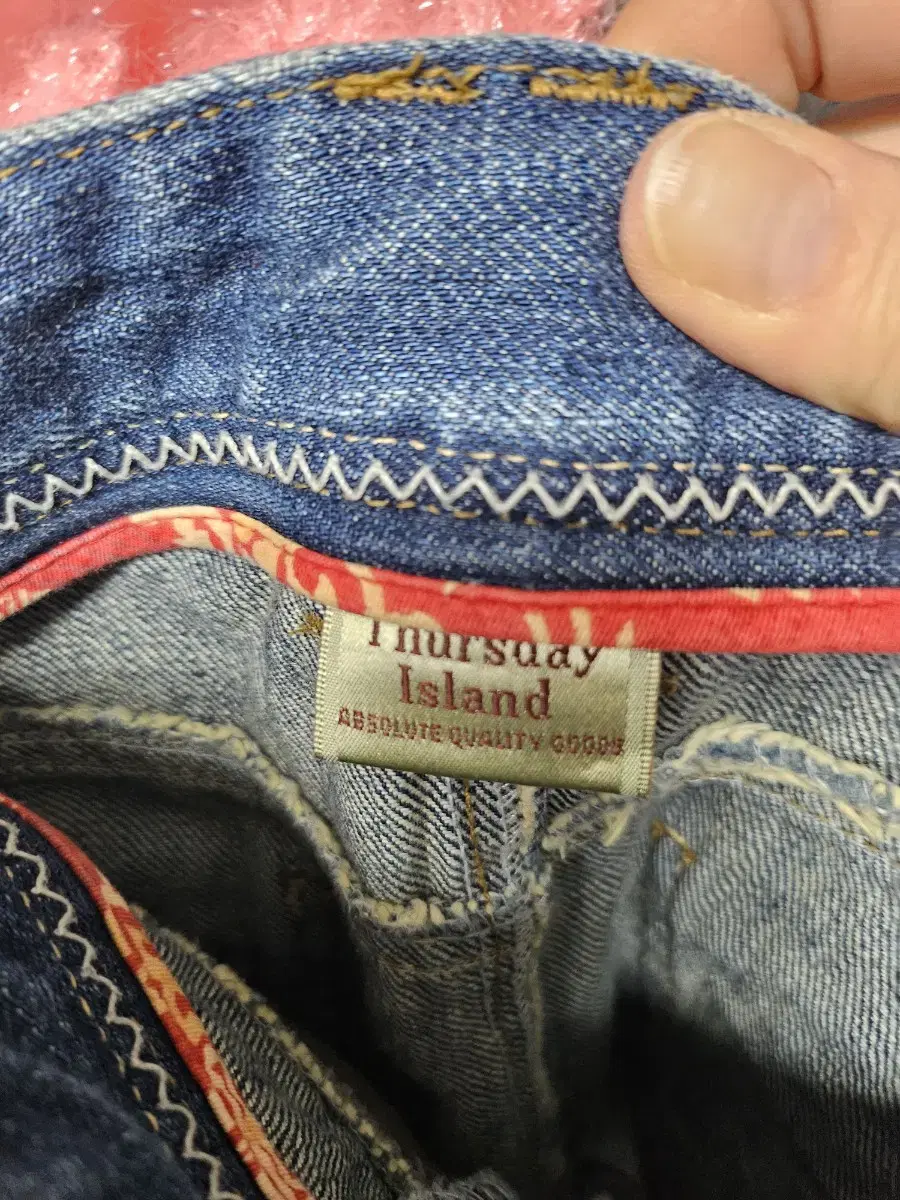 Thursday
Island
ABSOLUTE QUALITY GOODS